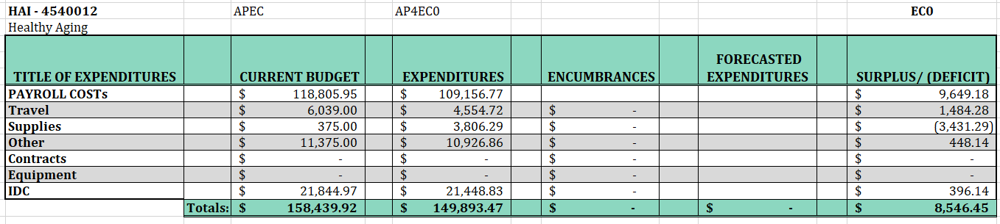 HAI - 4540012 APEC AP4EC0 EC0
Healthy Aging
TITLE OF EXPENDITURES CURRENT BUDGET EXPENDITURES ENCUMBRANCES FORECASTED EXPENDITURES SURPLUS/ (DEFICIT)
PAYROLL COSTs $ 118,805.95 $ 109,156.77 $ 9,649.18
Travel $ 6,039.00 $ 4,554.72 $ - $ 1,484.28
Supplies $ 375.00 $ 3,806.29 $ - $ (3,431.29)
Other $ 11,375.00 $ 10,926.86 $ - $ 448.14
Contracts $ - $ - $ - $ -
Equipment $ - $ - $ - $ -
IDC $ 21,844.97 $ 21,448.83 $ - $ 396.14
Totals: $ 158,439.92 $ 149,893.47 $ - $ - $ 8,546.45